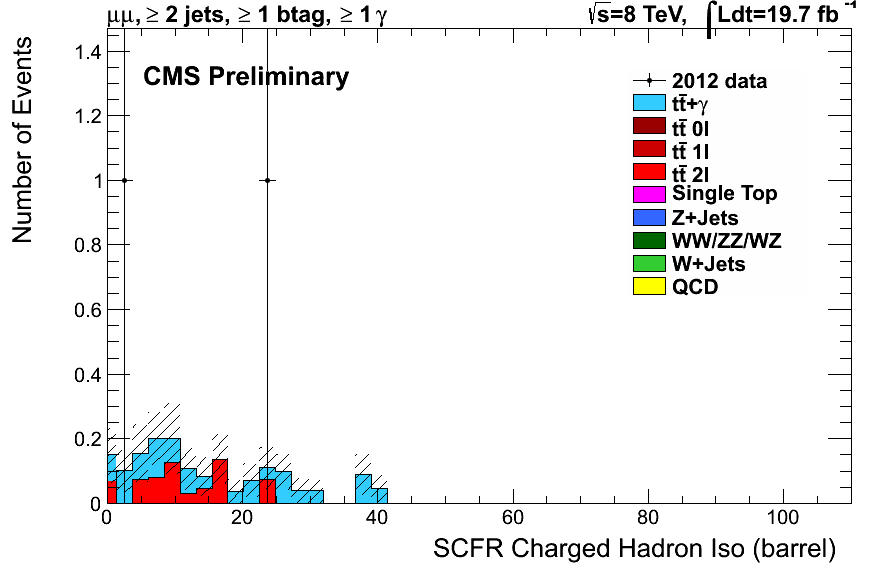 μμ, ≥ 2 jets, ≥ 1 btag, ≥ 1 γ
√s=8 TeV, ∫Ldt=19.7 fb⁻¹
CMS Preliminary
2012 data
tt̄+γ
tt̄ 0l
tt̄ 1l
tt̄ 2l
Single Top
Z+Jets
WW/ZZ/WZ
W+Jets
QCD
Number of Events
1.4
1.2
1
0.8
0.6
0.4
0.2
0
0 20 40 60 80 100
SCFR Charged Hadron Iso (barrel)